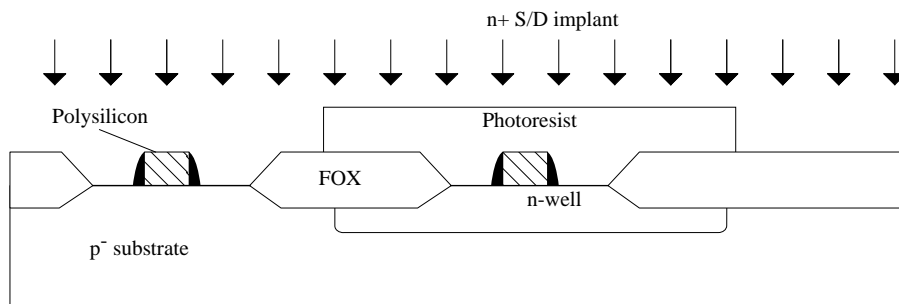 n+ S/D implant
Polysilicon
Photoresist
FOX
n-well
p⁻ substrate